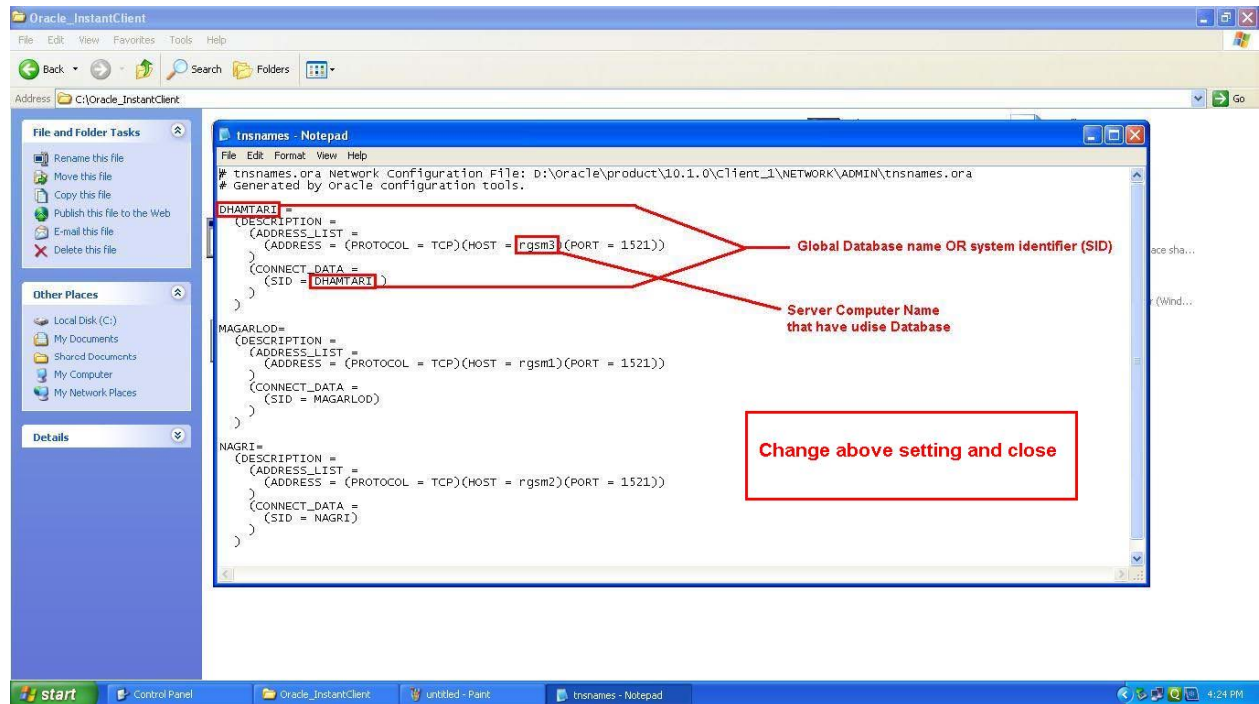 Oracle_InstantClient
File Edit View Favorites Tools Help
Back Search Folders
Address C:\Oracle_InstantClient Go
File and Folder Tasks
Rename this file
Move this file
Copy this file
Publish this file to the Web
E-mail this file
Delete this file
Other Places
Local Disk (C:)
My Documents
Shared Documents
My Computer
My Network Places
Details
tnsnames - Notepad
File Edit Format View Help
# tnsnames.ora Network Configuration File: D:\oracle\product\10.1.0\Client_1\NETWORK\ADMIN\tnsnames.ora
# Generated by Oracle configuration tools.
DHAMTARI =
(DESCRIPTION =
(ADDRESS_LIST =
(ADDRESS = (PROTOCOL = TCP)(HOST = rgsm3)(PORT = 1521))
)
(CONNECT_DATA =
(SID = DHAMTARI )
)
)
MAGARLOD=
(DESCRIPTION =
(ADDRESS_LIST =
(ADDRESS = (PROTOCOL = TCP)(HOST = rgsm1)(PORT = 1521))
)
(CONNECT_DATA =
(SID = MAGARLOD)
)
)
NAGRI=
(DESCRIPTION =
(ADDRESS_LIST =
(ADDRESS = (PROTOCOL = TCP)(HOST = rgsm2)(PORT = 1521))
)
(CONNECT_DATA =
(SID = NAGRI)
)
)
Global Database name OR system identifier (SID)
Server Computer Name
that have udise Database
Change above setting and close
ace sha...
(Wind...
start Control Panel Oracle_InstantClient untitled - Paint tnsnames - Notepad 4:24 PM